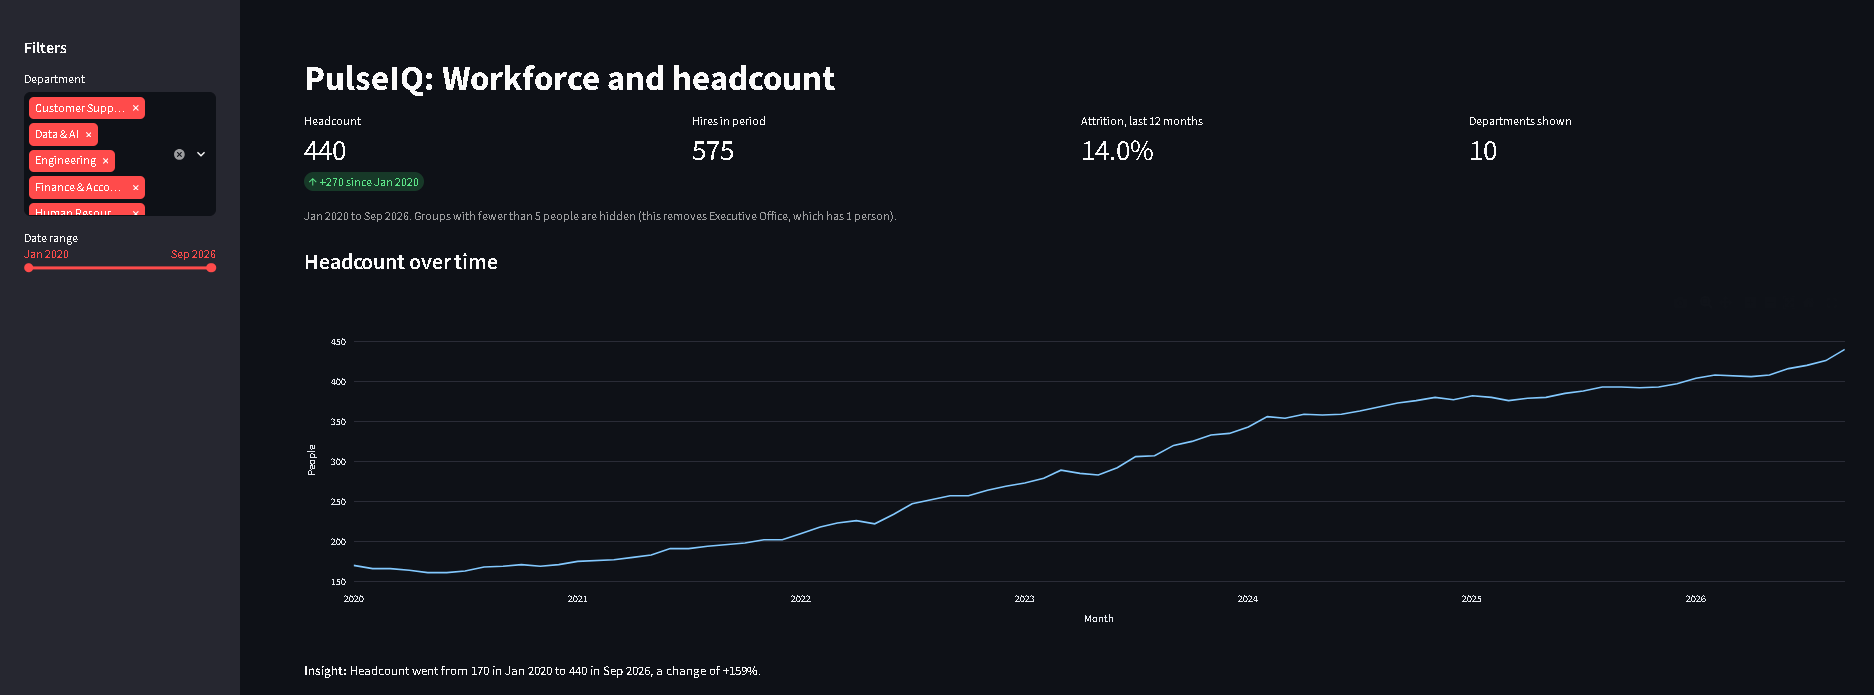 Filters
Department
Customer Supp...
Data & AI
Engineering
Finance & Acco...
Human Resour...
Date range
Jan 2020 Sep 2026
PulseIQ: Workforce and headcount
Headcount
440
↑ +270 since Jan 2020
Hires in period
575
Attrition, last 12 months
14.0%
Departments shown
10
Jan 2020 to Sep 2026. Groups with fewer than 5 people are hidden (this removes Executive Office, which has 1 person).
Headcount over time
People
450
400
350
300
250
200
150
2020 2021 2022 2023 2024 2025 2026
Month
Insight: Headcount went from 170 in Jan 2020 to 440 in Sep 2026, a change of +159%.